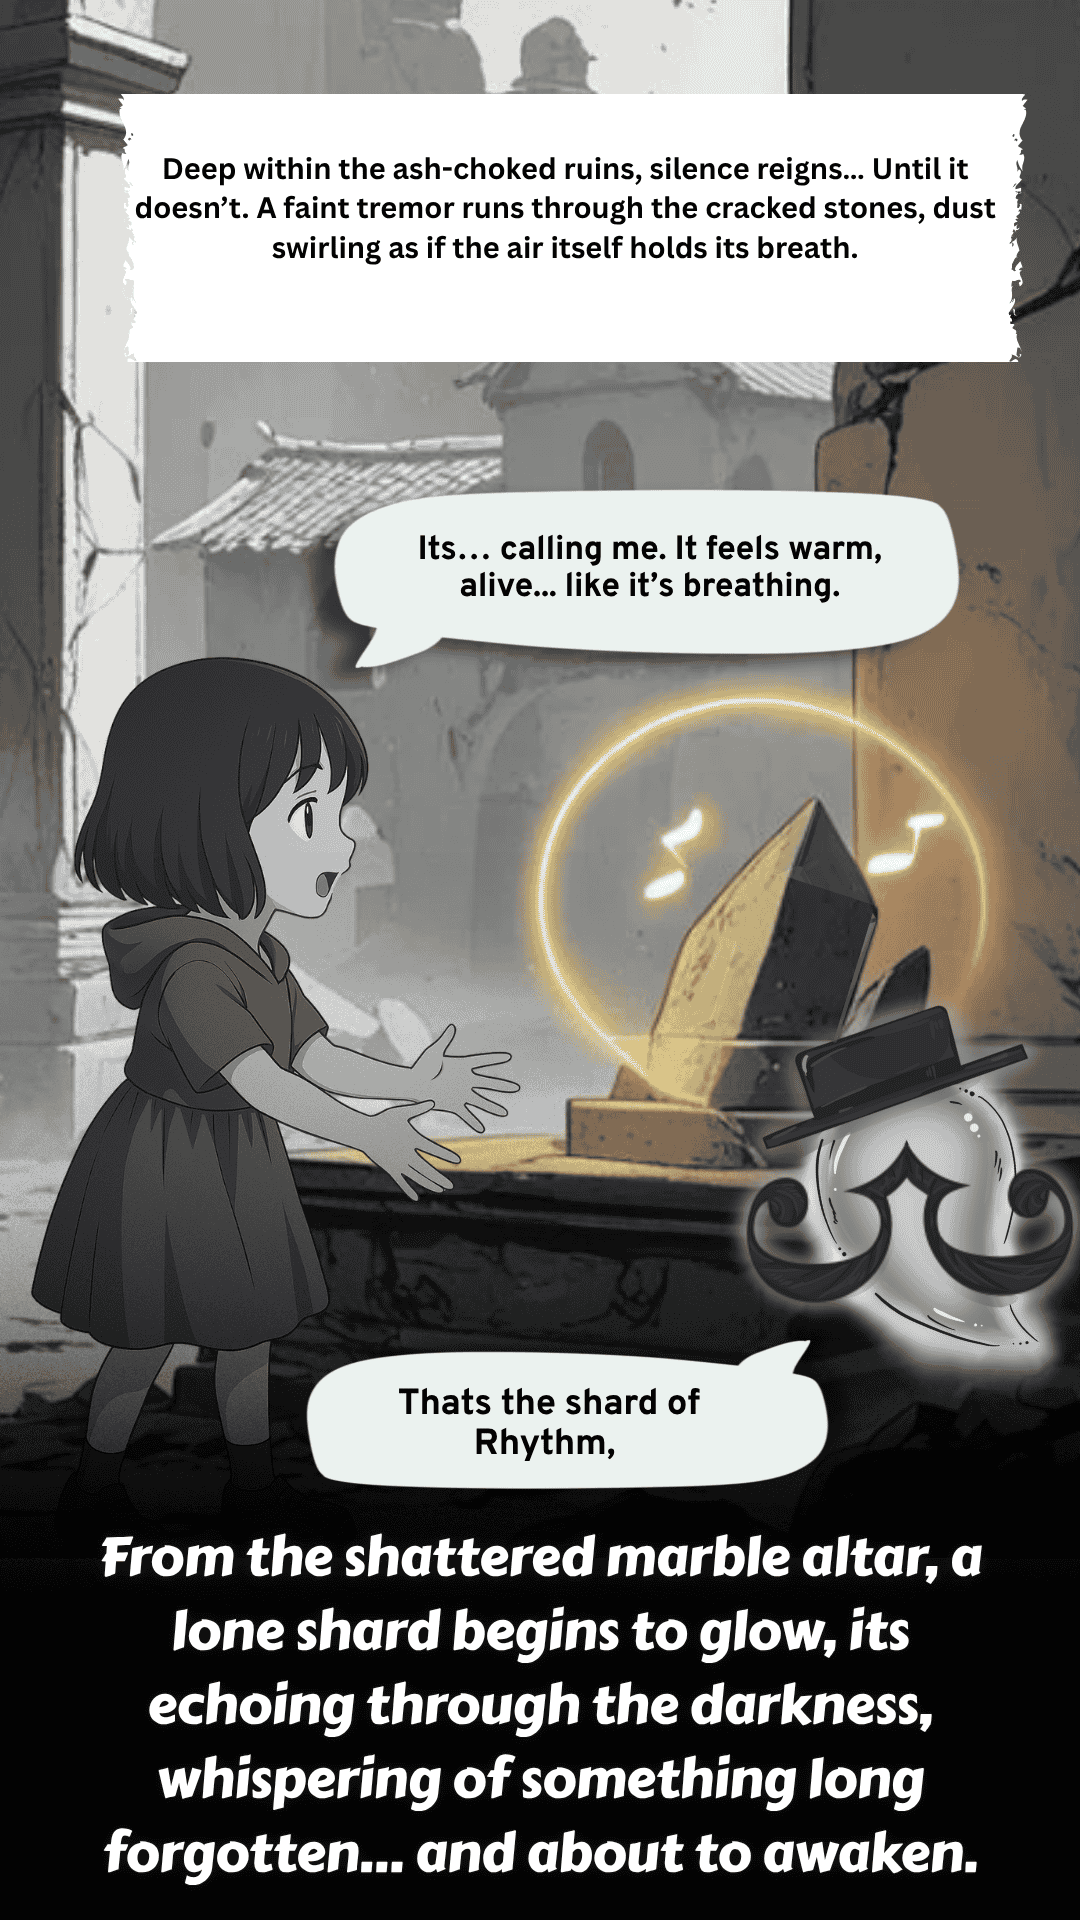 Deep within the ash-choked ruins, silence reigns... Until it
doesn’t. A faint tremor runs through the cracked stones, dust
swirling as if the air itself holds its breath.
Its... calling me. It feels warm,
alive... like it’s breathing.
Thats the shard of
Rhythm,
From the shattered marble altar, a
lone shard begins to glow, its
echoing through the darkness,
whispering of something long
forgotten... and about to awaken.